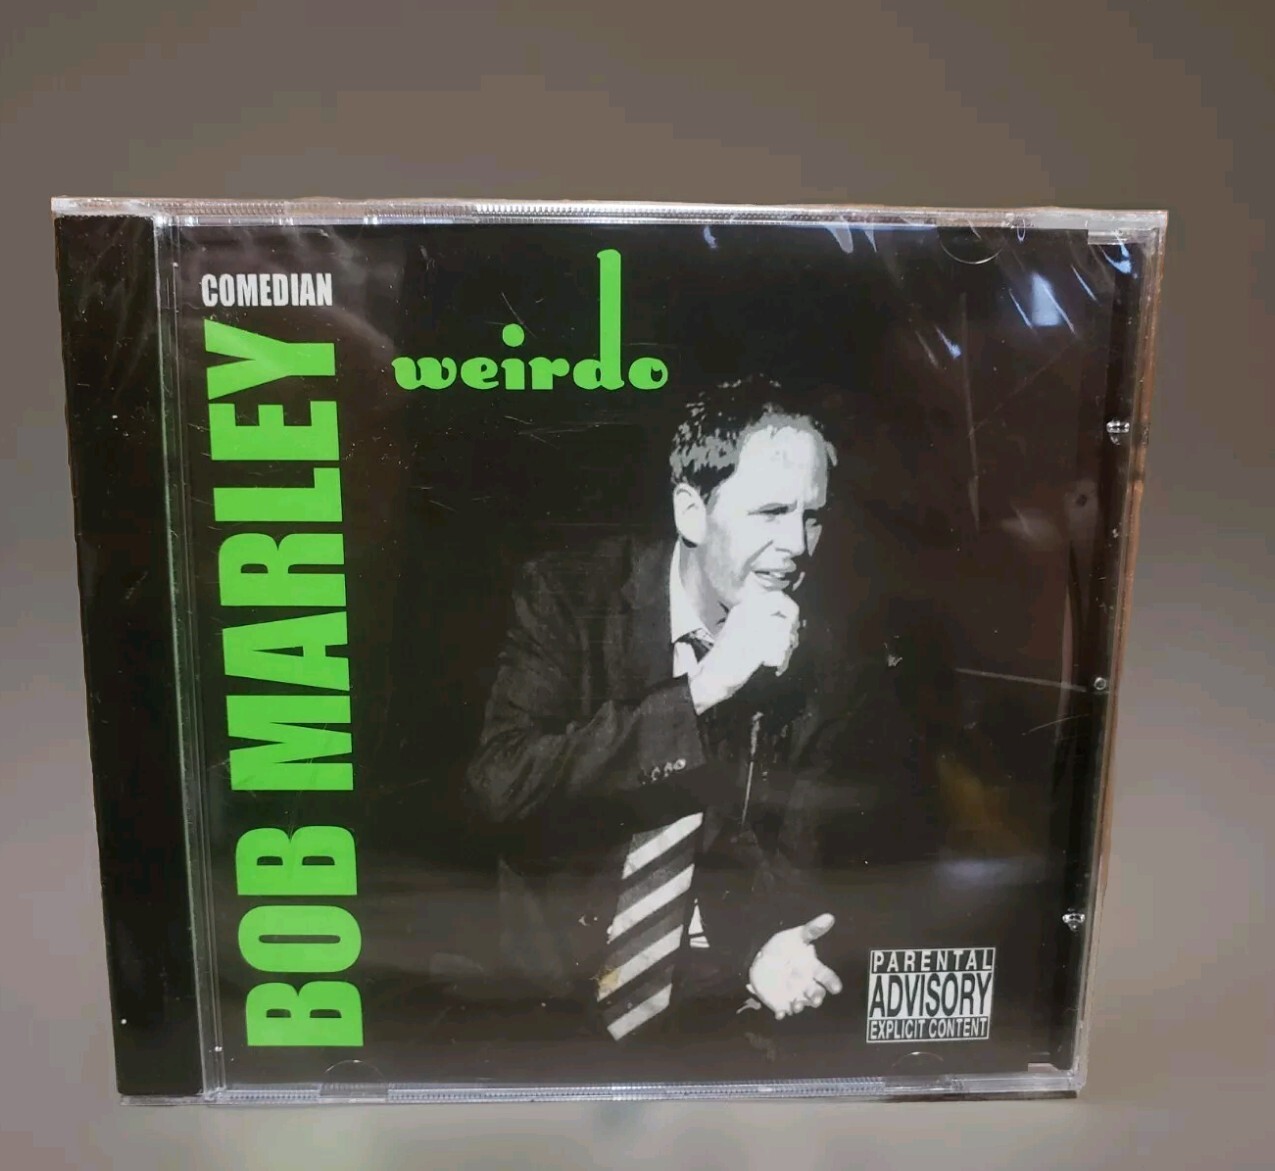 COMEDIAN
BOB MARLEY
weirdo
PARENTAL
ADVISORY
EXPLICIT CONTENT